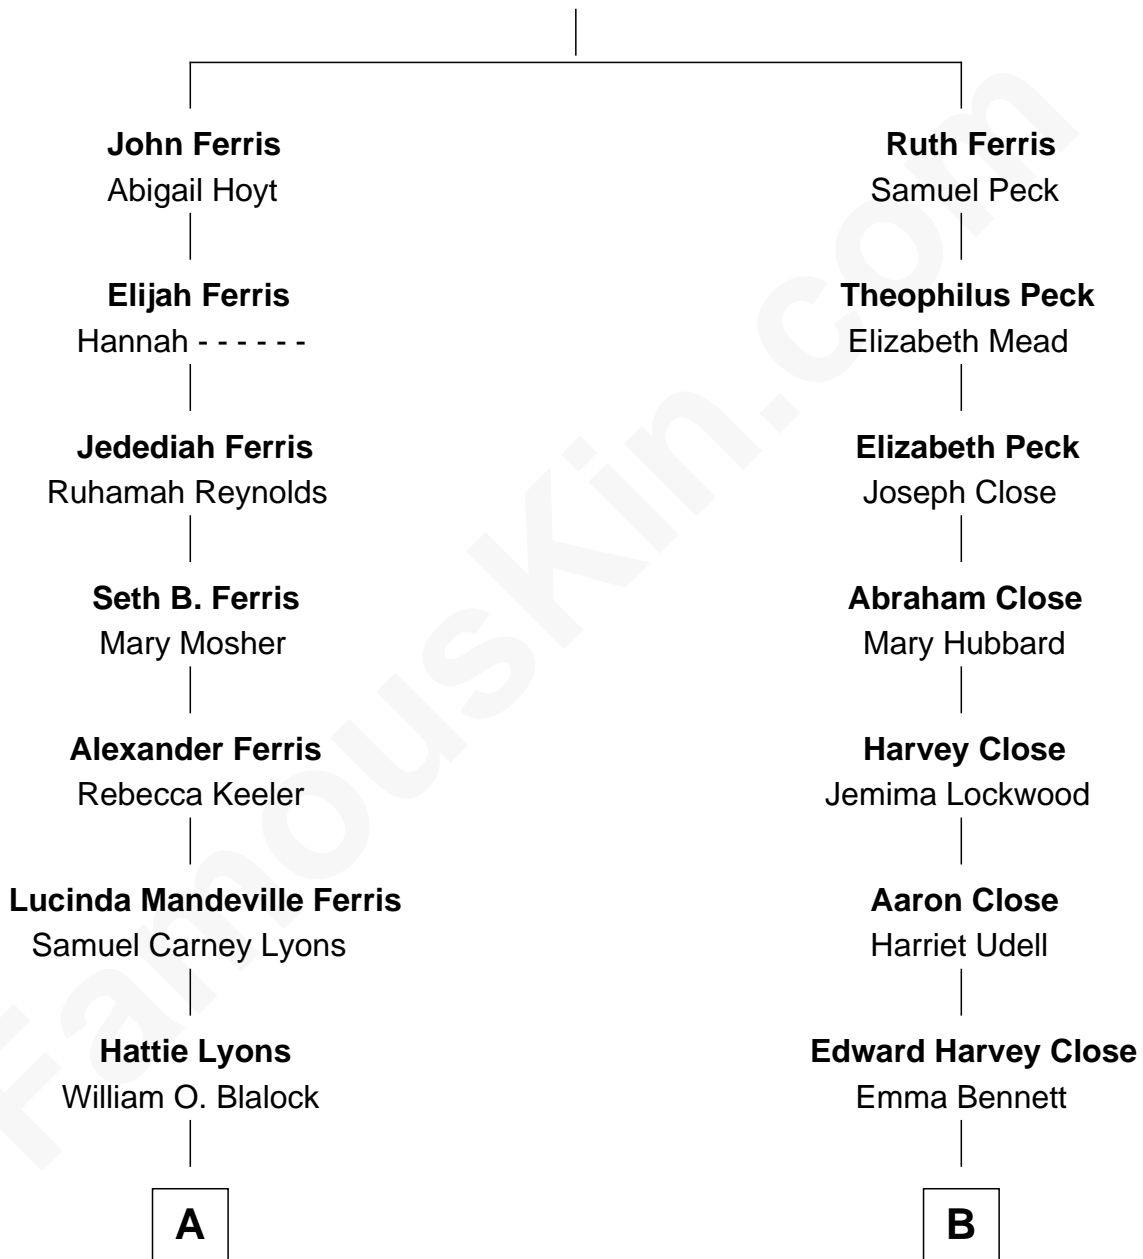 John Ferris
Abigail Hoyt
Elijah Ferris
Hannah - - - - - -
Jedediah Ferris
Ruhamah Reynolds
Seth B. Ferris
Mary Mosher
Alexander Ferris
Rebecca Keeler
Lucinda Mandeville Ferris
Samuel Carney Lyons
Hattie Lyons
William O. Blalock
A
Ruth Ferris
Samuel Peck
Theophilus Peck
Elizabeth Mead
Elizabeth Peck
Joseph Close
Abraham Close
Mary Hubbard
Harvey Close
Jemima Lockwood
Aaron Close
Harriet Udell
Edward Harvey Close
Emma Bennett
B
FamousKin.com